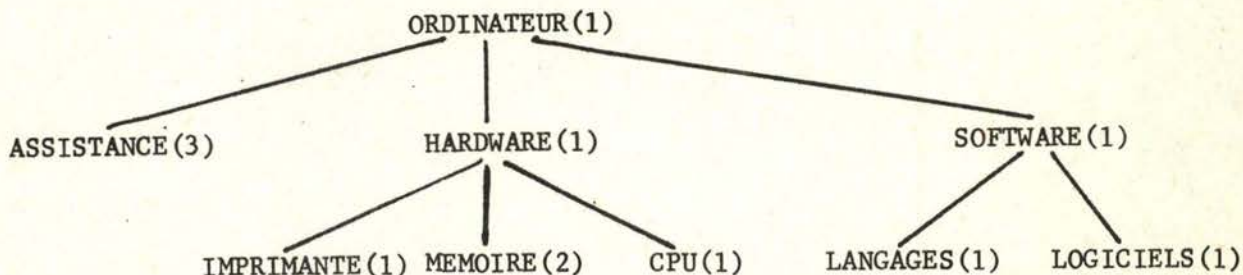 ORDINATEUR(1)
ASSISTANCE(3) HARDWARE(1) SOFTWARE(1)
IMPRIMANTE(1) MEMOIRE(2) CPU(1) LANGAGES(1) LOGICIELS(1)